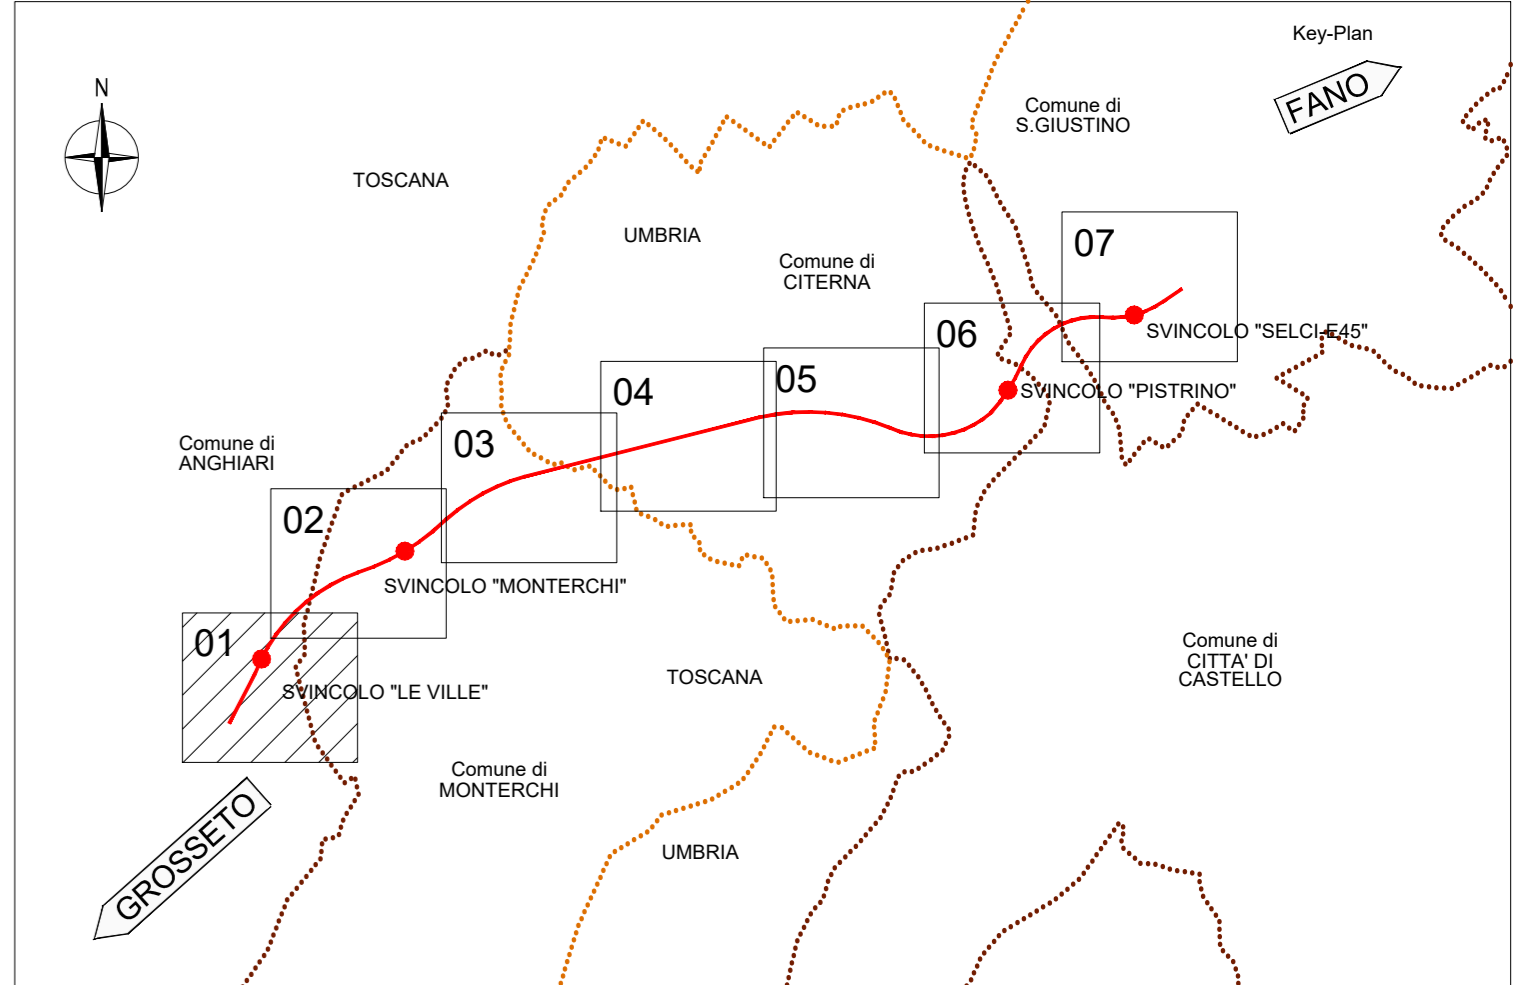 Key-Plan
N
FANO
Comune di
S.GIUSTINO
TOSCANA
UMBRIA
Comune di
CITERNA
07
06
SVINCOLO "SELCI-E45"
05
04
SVINCOLO "PISTRINO"
03
Comune di
ANGHIARI
02
SVINCOLO "MONTERCHI"
01
SVINCOLO "LE VILLE"
TOSCANA
Comune di
CITTA' DI
CASTELLO
Comune di
MONTERCHI
GROSSETO
UMBRIA